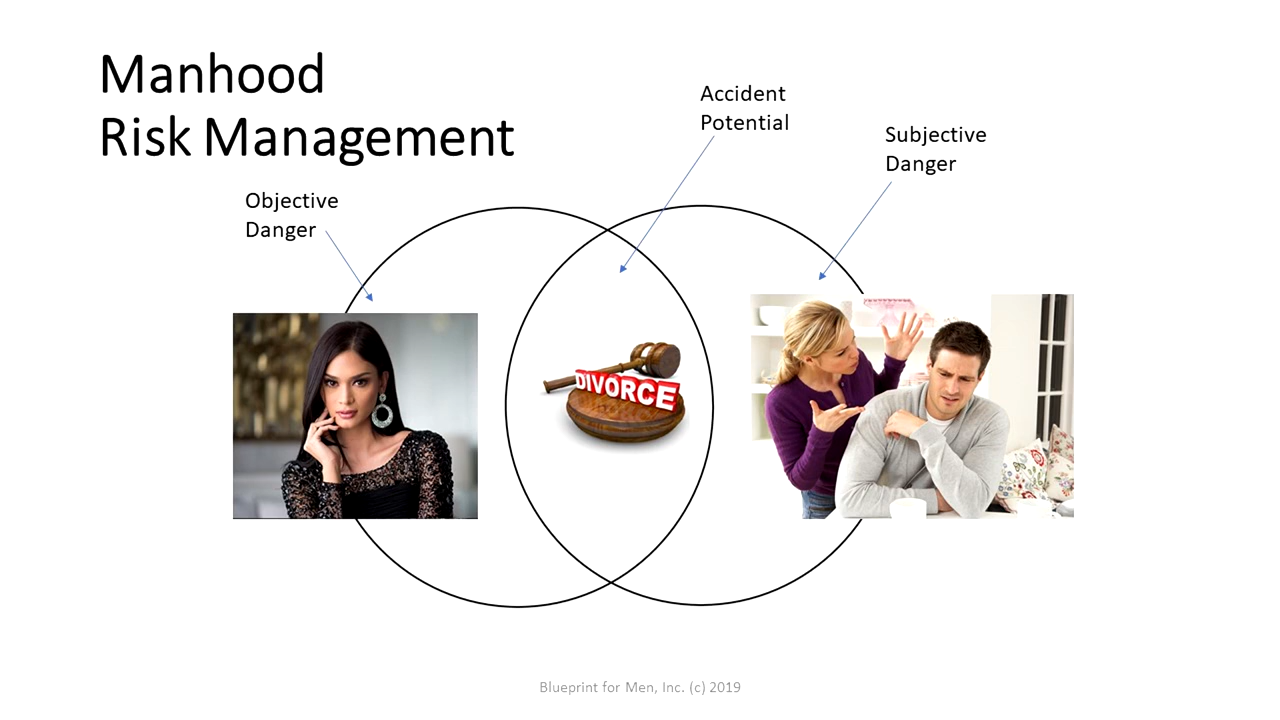 Manhood
Risk Management
Accident
Potential
Subjective
Danger
Objective
Danger
DIVORCE
Blueprint for Men, Inc. (c) 2019